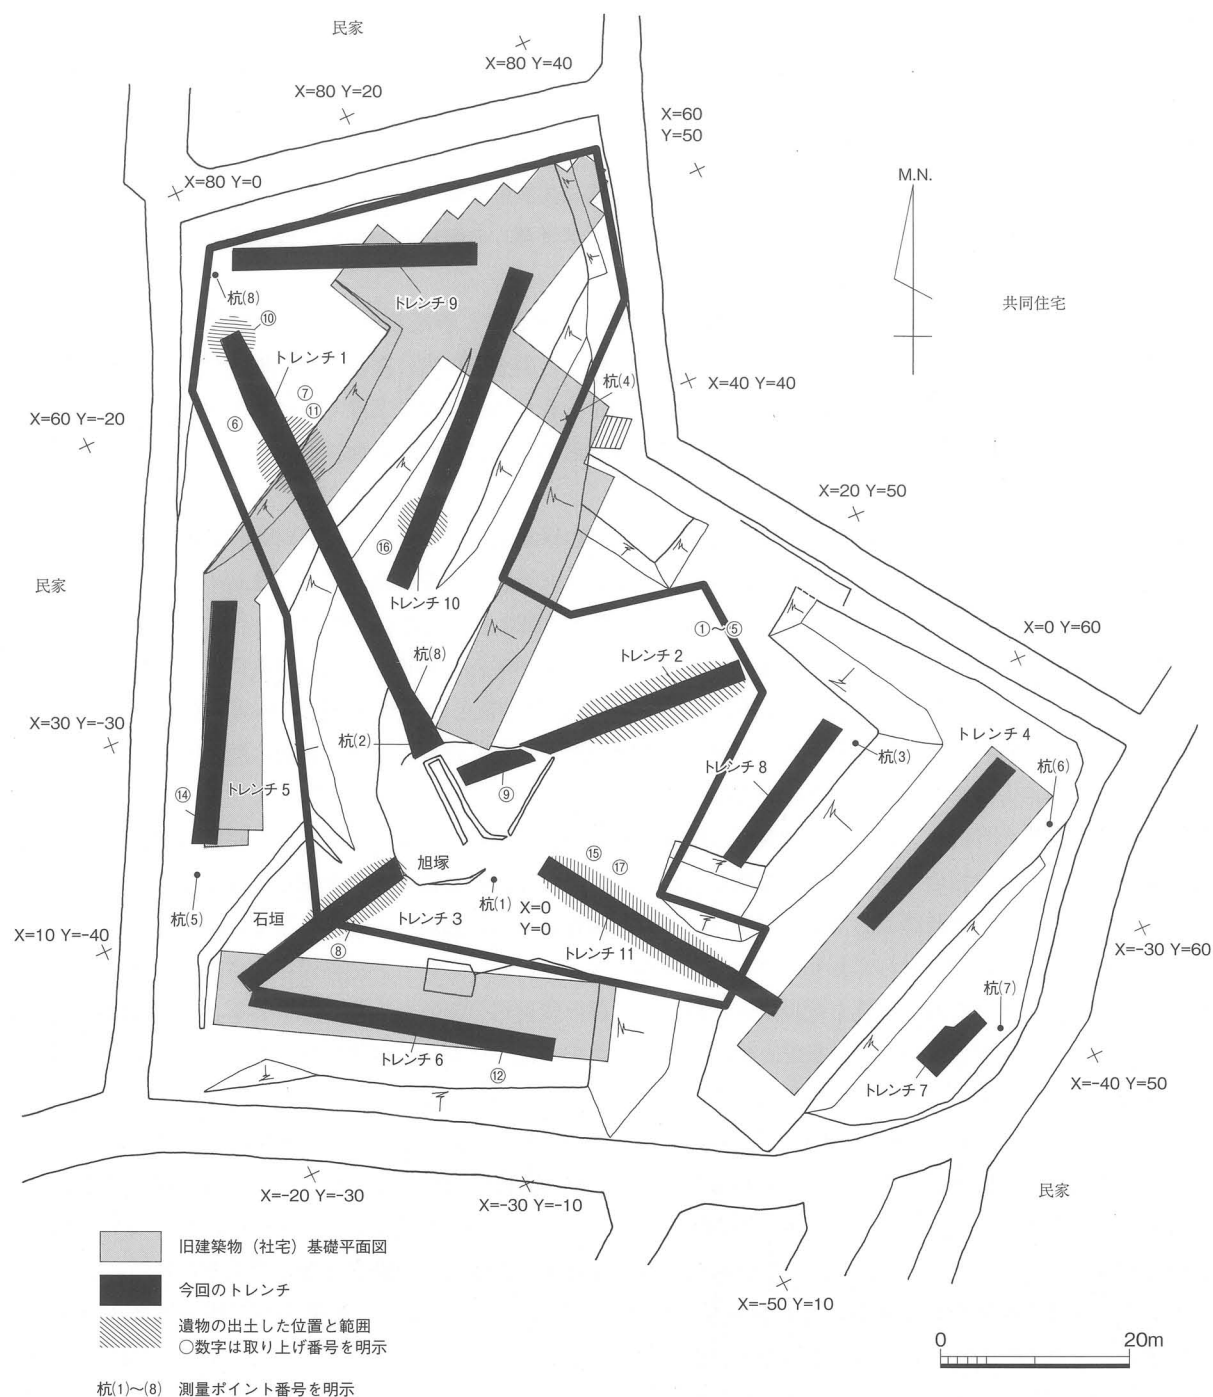 民家
X=80 Y=40
X=80 Y=20
X=60
Y=50
M.N.
X=80 Y=0
杭(8)
トレンチ 9
共同住宅
⑩
トレンチ 1
X=40 Y=40
杭(4)
⑦
⑪
⑥
X=60 Y=-20
X=20 Y=50
⑯
民家
トレンチ 10
①~⑤
X=0 Y=60
トレンチ 2
杭(8)
X=30 Y=-30
杭(2)
トレンチ 4
杭(3)
トレンチ 8
杭(6)
トレンチ 5
⑭
⑨
⑮
⑰
旭塚
杭(5)
杭(1)
X=0
Y=0
石垣
トレンチ 3
X=10 Y=-40
⑧
トレンチ 11
X=-30 Y=60
杭(7)
トレンチ 6
⑫
トレンチ 7
X=-40 Y=50
X=-20 Y=-30
X=-30 Y=-10
民家
旧建築物（社宅）基礎平面図
今回のトレンチ
X=-50 Y=10
遺物の出土した位置と範囲
○数字は取り上げ番号を明示
0 20m
杭(1)~(8) 測量ポイント番号を明示